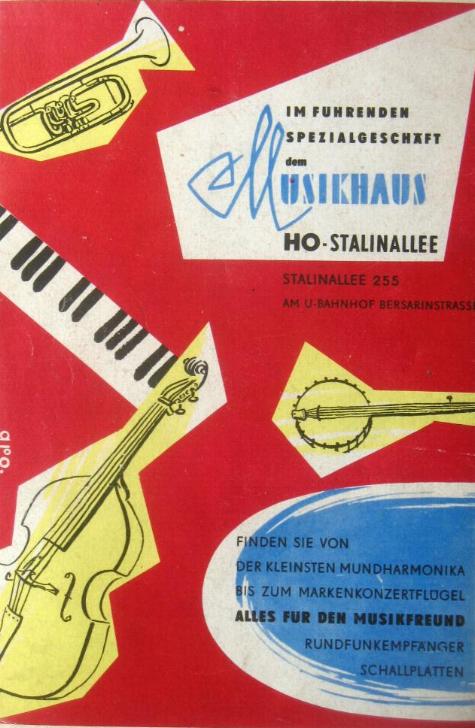 IM FÜHRENDEN
SPEZIALGESCHÄFT
dem
MUSIKHAUS
HO-STALINALLEE
STALINALLEE 255
AM U-BAHNHOF BERSARINSTRASSE
FINDEN SIE VON
DER KLEINSTEN MUNDHARMONIKA
BIS ZUM MARKENKONZERTFLÜGEL
ALLES FÜR DEN MUSIKFREUND
RUNDFUNKEMPFÄNGER
SCHALLPLATTEN